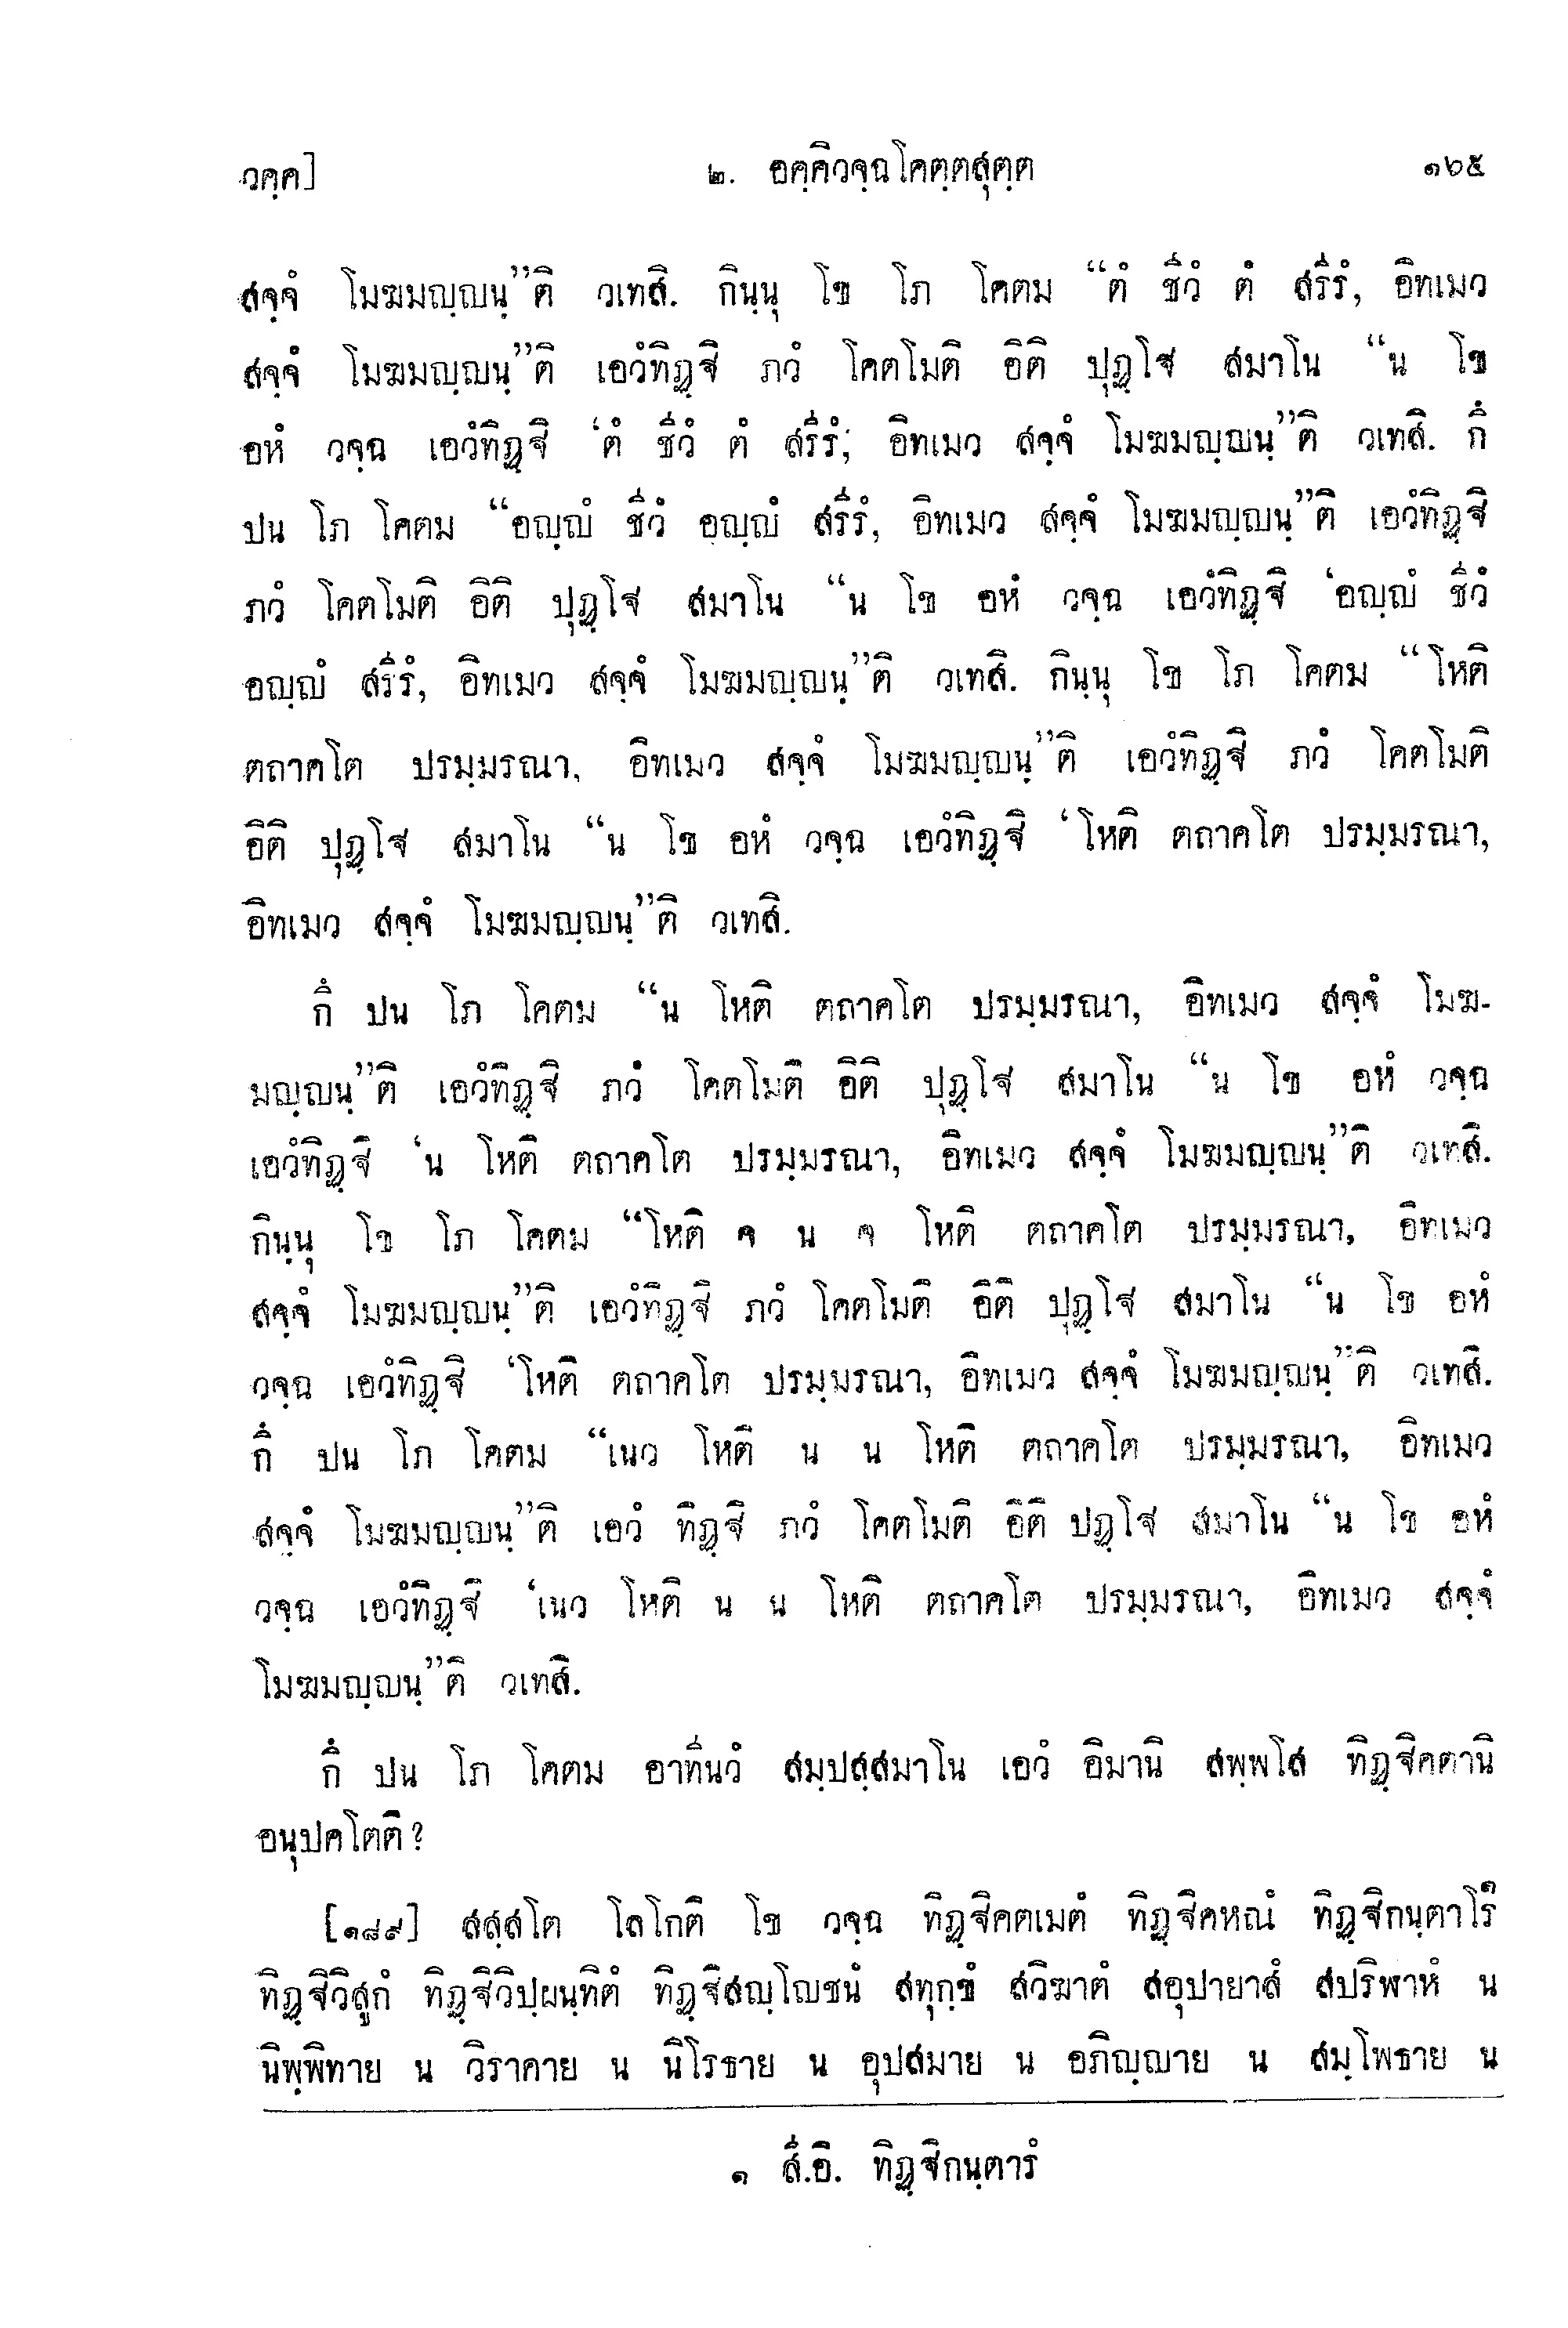 วคฺค] ๒. อคฺคิวจฺฉโคตฺตสุตฺต ๑๖๕
สจฺจํ โมฆมญฺญนฺ”ติ วเทสิ. กินฺนุ โข โภ โคตม “ตํ ชีวํ ตํ สรีรํ, อิทเมว
สจฺจํ โมฆมญฺญนฺ”ติ เอวํทิฏฺฐิ ภวํ โคตโมติ อิติ ปุฏฺโฐ สมาโน “น โข
อหํ วจฺฉ เอวํทิฏฺฐิ ‘ตํ ชีวํ ตํ สรีรํ; อิทเมว สจฺจํ โมฆมญฺญนฺ”ติ วเทสิ. กึ
ปน โภ โคตม “อญฺญํ ชีวํ อญฺญํ สรีรํ, อิทเมว สจฺจํ โมฆมญฺญนฺ”ติ เอวํทิฏฺฐิ
ภวํ โคตโมติ อิติ ปุฏฺโฐ สมาโน “น โข อหํ วจฺฉ เอวํทิฏฺฐิ ‘อญฺญํ ชีวํ
อญฺญํ สรีรํ, อิทเมว สจฺจํ โมฆมญฺญนฺ”ติ วเทสิ. กินฺนุ โข โภ โคตม “โหติ
ตถาคโต ปรมฺมรณา, อิทเมว สจฺจํ โมฆมญฺญนฺ”ติ เอวํทิฏฺฐิ ภวํ โคตโมติ
อิติ ปุฏฺโฐ สมาโน “น โข อหํ วจฺฉ เอวํทิฏฺฐิ ‘โหติ ตถาคโต ปรมฺมรณา,
อิทเมว สจฺจํ โมฆมญฺญนฺ”ติ วเทสิ.
กึ ปน โภ โคตม “น โหติ ตถาคโต ปรมฺมรณา, อิทเมว สจฺจํ โมฆ-
มญฺญนฺ”ติ เอวํทิฏฺฐิ ภวํ โคตโมติ อิติ ปุฏฺโฐ สมาโน “น โข อหํ วจฺฉ
เอวํทิฏฺฐิ ‘น โหติ ตถาคโต ปรมฺมรณา, อิทเมว สจฺจํ โมฆมญฺญนฺ”ติ วเทสิ.
กินฺนุ โข โภ โคตม “โหติ จ น จ โหติ ตถาคโต ปรมฺมรณา, อิทเมว
สจฺจํ โมฆมญฺญนฺ”ติ เอวํทิฏฺฐิ ภวํ โคตโมติ อิติ ปุฏฺโฐ สมาโน “น โข อหํ
วจฺฉ เอวํทิฏฺฐิ ‘โหติ ตถาคโต ปรมฺมรณา, อิทเมว สจฺจํ โมฆมญฺญนฺ”ติ วเทสิ.
กึ ปน โภ โคตม “เนว โหติ น น โหติ ตถาคโต ปรมฺมรณา, อิทเมว
สจฺจํ โมฆมญฺญนฺ”ติ เอวํ ทิฏฺฐิ ภวํ โคตโมติ อิติ ปฏฺโฐ สมาโน “น โข อหํ
วจฺฉ เอวํทิฏฺฐิ ‘เนว โหติ น น โหติ ตถาคโต ปรมฺมรณา, อิทเมว สจฺจํ
โมฆมญฺญนฺ”ติ วเทสิ.
กึ ปน โภ โคตม อาทีนวํ สมฺปสฺสมาโน เอวํ อิมานิ สพฺพโส ทิฏฺฐิคตานิ
อนุปคโตติ?
[๑๘๙] สสฺสโต โลโกติ โข วจฺฉ ทิฏฺฐิคตเมตํ ทิฏฺฐิคหณํ ทิฏฺฐิกนฺตาโร๑
ทิฏฺฐิวิสูกํ ทิฏฺฐิวิปฺผนฺทิตํ ทิฏฺฐิสญฺโญชนํ สทุกฺขํ สวิฆาตํ สอุปายาสํ สปริฬาหํ น
นิพฺพิทาย น วิราคาย น นิโรธาย น อุปสมาย น อภิญฺญาย น สมฺโพธาย น
๑ สี.อิ. ทิฏฺฐิกนฺตารํ